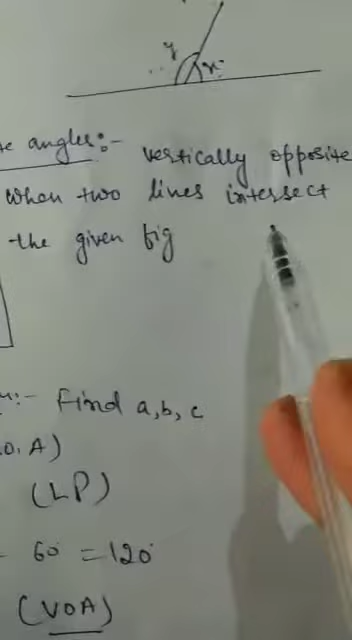 y x
angles:- vertically opposite
when two lines intersect
the given fig
:- Find a, b, c
O, A)
(LP)
60° = 120°
(VOA)